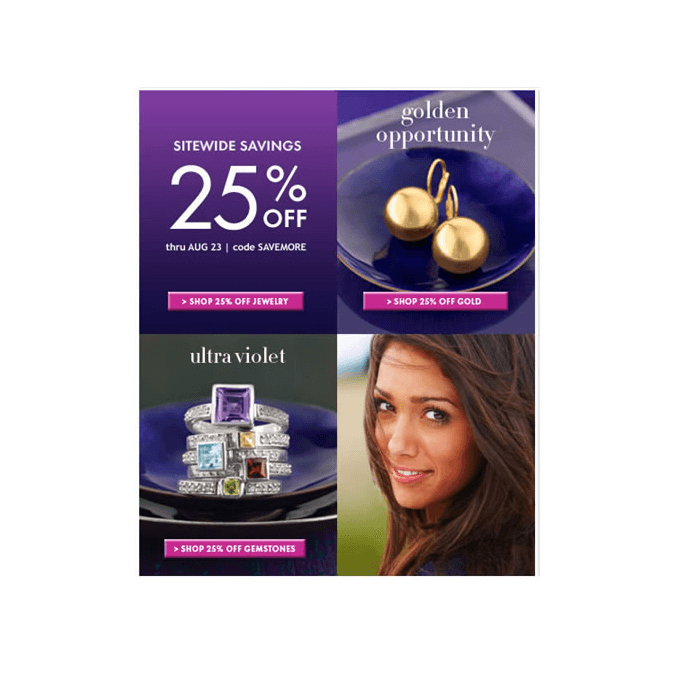 SITEWIDE SAVINGS
25%
OFF
thru AUG 23 | code SAVEMORE
> SHOP 25% OFF JEWELRY
golden
opportunity
> SHOP 25% OFF GOLD
ultra violet
> SHOP 25% OFF GEMSTONES